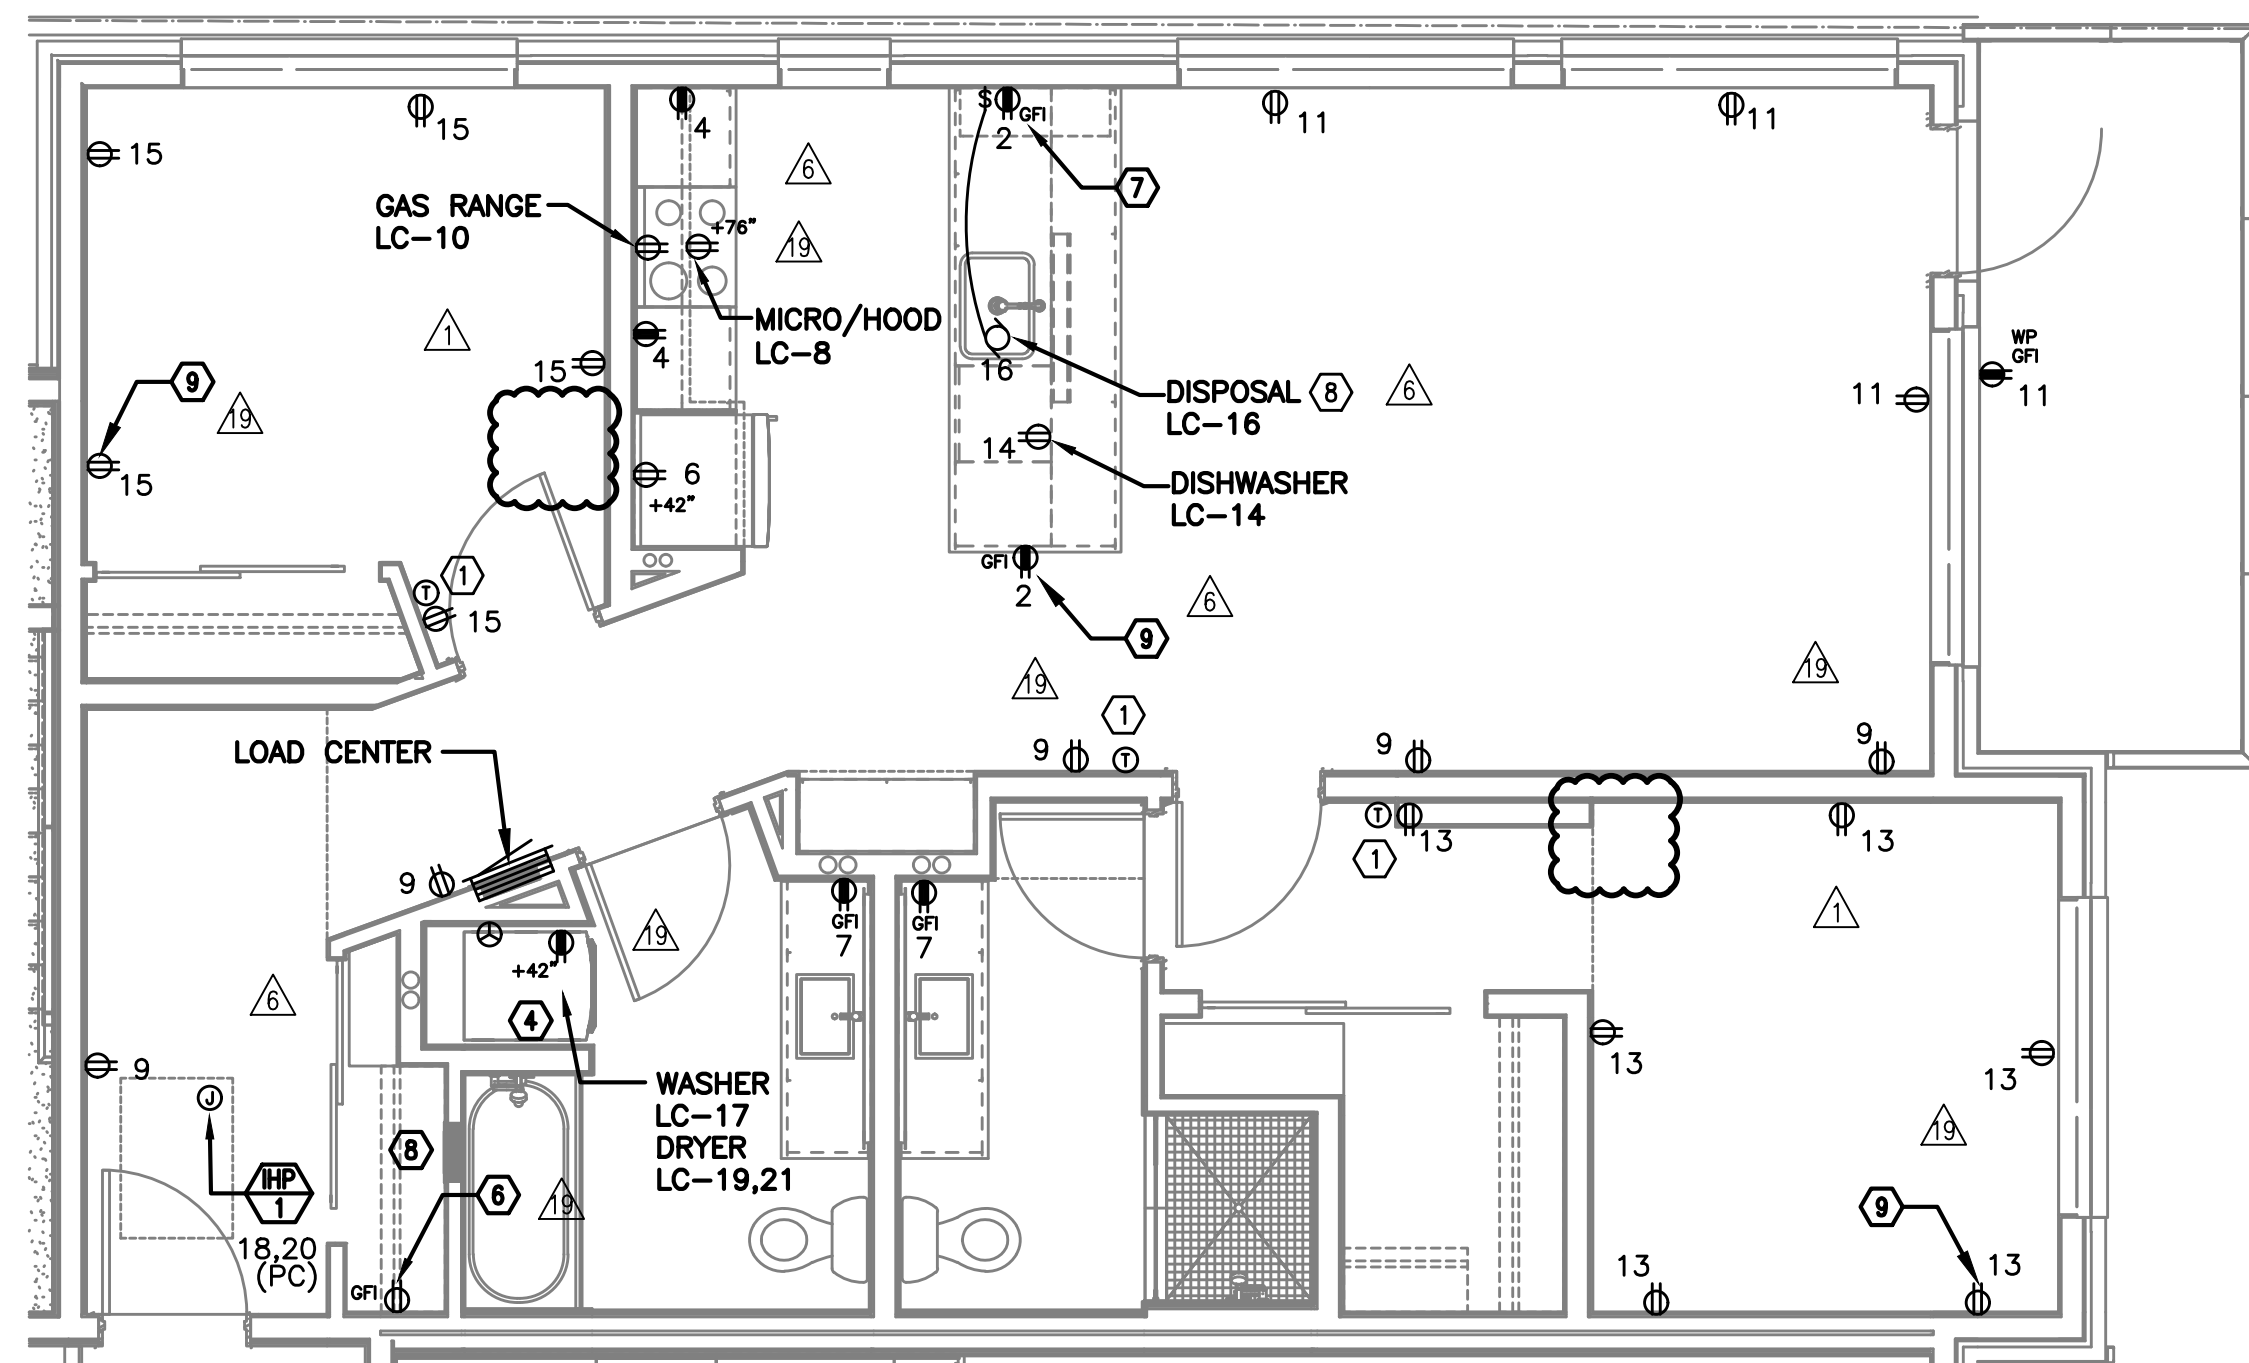 $
GFI
15
4
2
11
11
15
6
7
GAS RANGE
LC-10
+76"
19
MICRO/HOOD
LC-8
1
4
WP
GFI
11
15
16
9
DISPOSAL 8
LC-16
6
11
19
14
DISHWASHER
LC-14
15
6
+42"
GFI
2
T
1
15
6
9
19
19
1
LOAD CENTER
9
T
9
9
T
13
1
13
9
GFI
7
GFI
7
1
19
+42"
4
6
9
J
13
13
WASHER
LC-17
DRYER
LC-19,21
19
8
IHP
1
6
19
9
18,20
(PC)
GFI
13
13